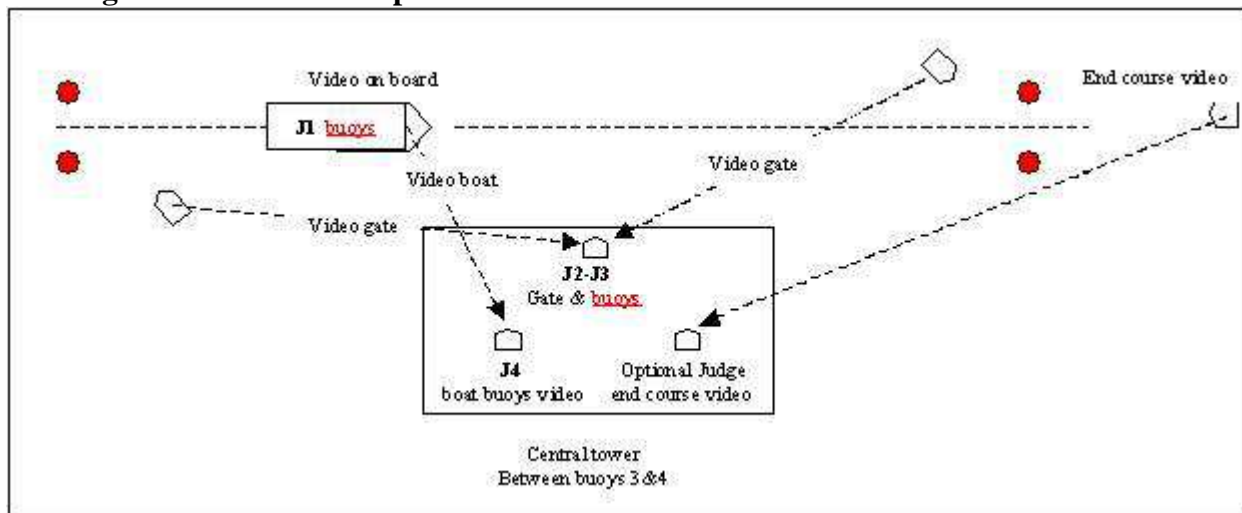 Video on board
End course video
J1 buoys
Video gate
Video boat
Video gate
J2-J3
Gate & buoys
J4
Optional Judge
boat buoys video
end course video
Central tower
Between buoys 3 &4